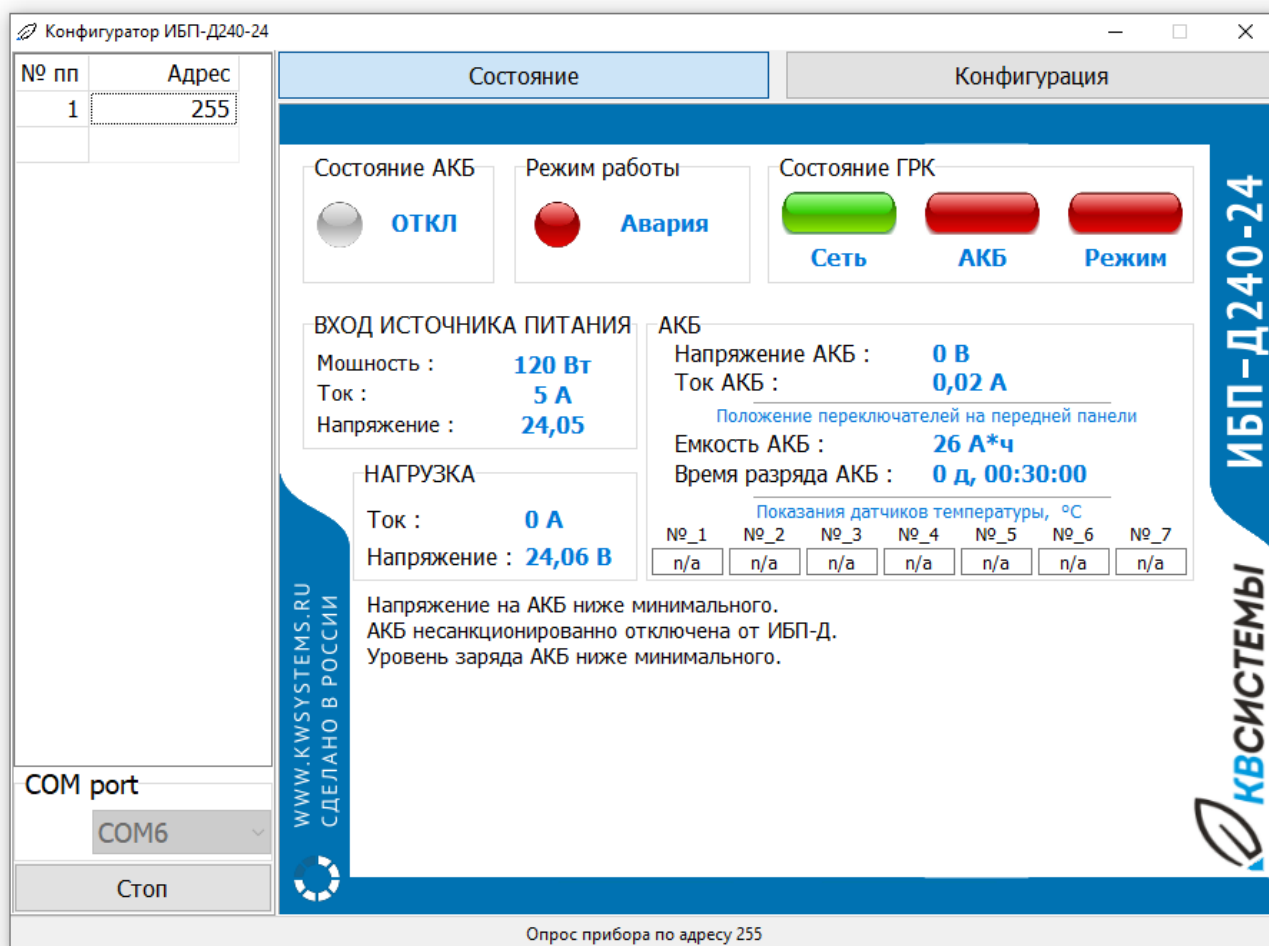 Конфигуратор ИБП-Д240-24
№ пп Адрес
1 255
Состояние Конфигурация
Состояние АКБ
ОТКЛ
Режим работы
Авария
Состояние ГРК
Сеть АКБ Режим
ВХОД ИСТОЧНИКА ПИТАНИЯ
Мошность : 120 Вт
Ток : 5 А
Напряжение : 24,05
НАГРУЗКА
Ток : 0 А
Напряжение : 24,06 В
АКБ
Напряжение АКБ : 0 В
Ток АКБ : 0,02 А
Положение переключателей на передней панели
Емкость АКБ : 26 А*ч
Время разряда АКБ : 0 д, 00:30:00
Показания датчиков температуры, °C
№_1 №_2 №_3 №_4 №_5 №_6 №_7
n/a n/a n/a n/a n/a n/a n/a
Напряжение на АКБ ниже минимального.
АКБ несанкционированно отключена от ИБП-Д.
Уровень заряда АКБ ниже минимального.
WWW.KWSYSTEMS.RU
СДЕЛАНО В РОССИИ
ИБП-Д240-24
КВСИСТЕМЫ
COM port
COM6
Стоп
Опрос прибора по адресу 255